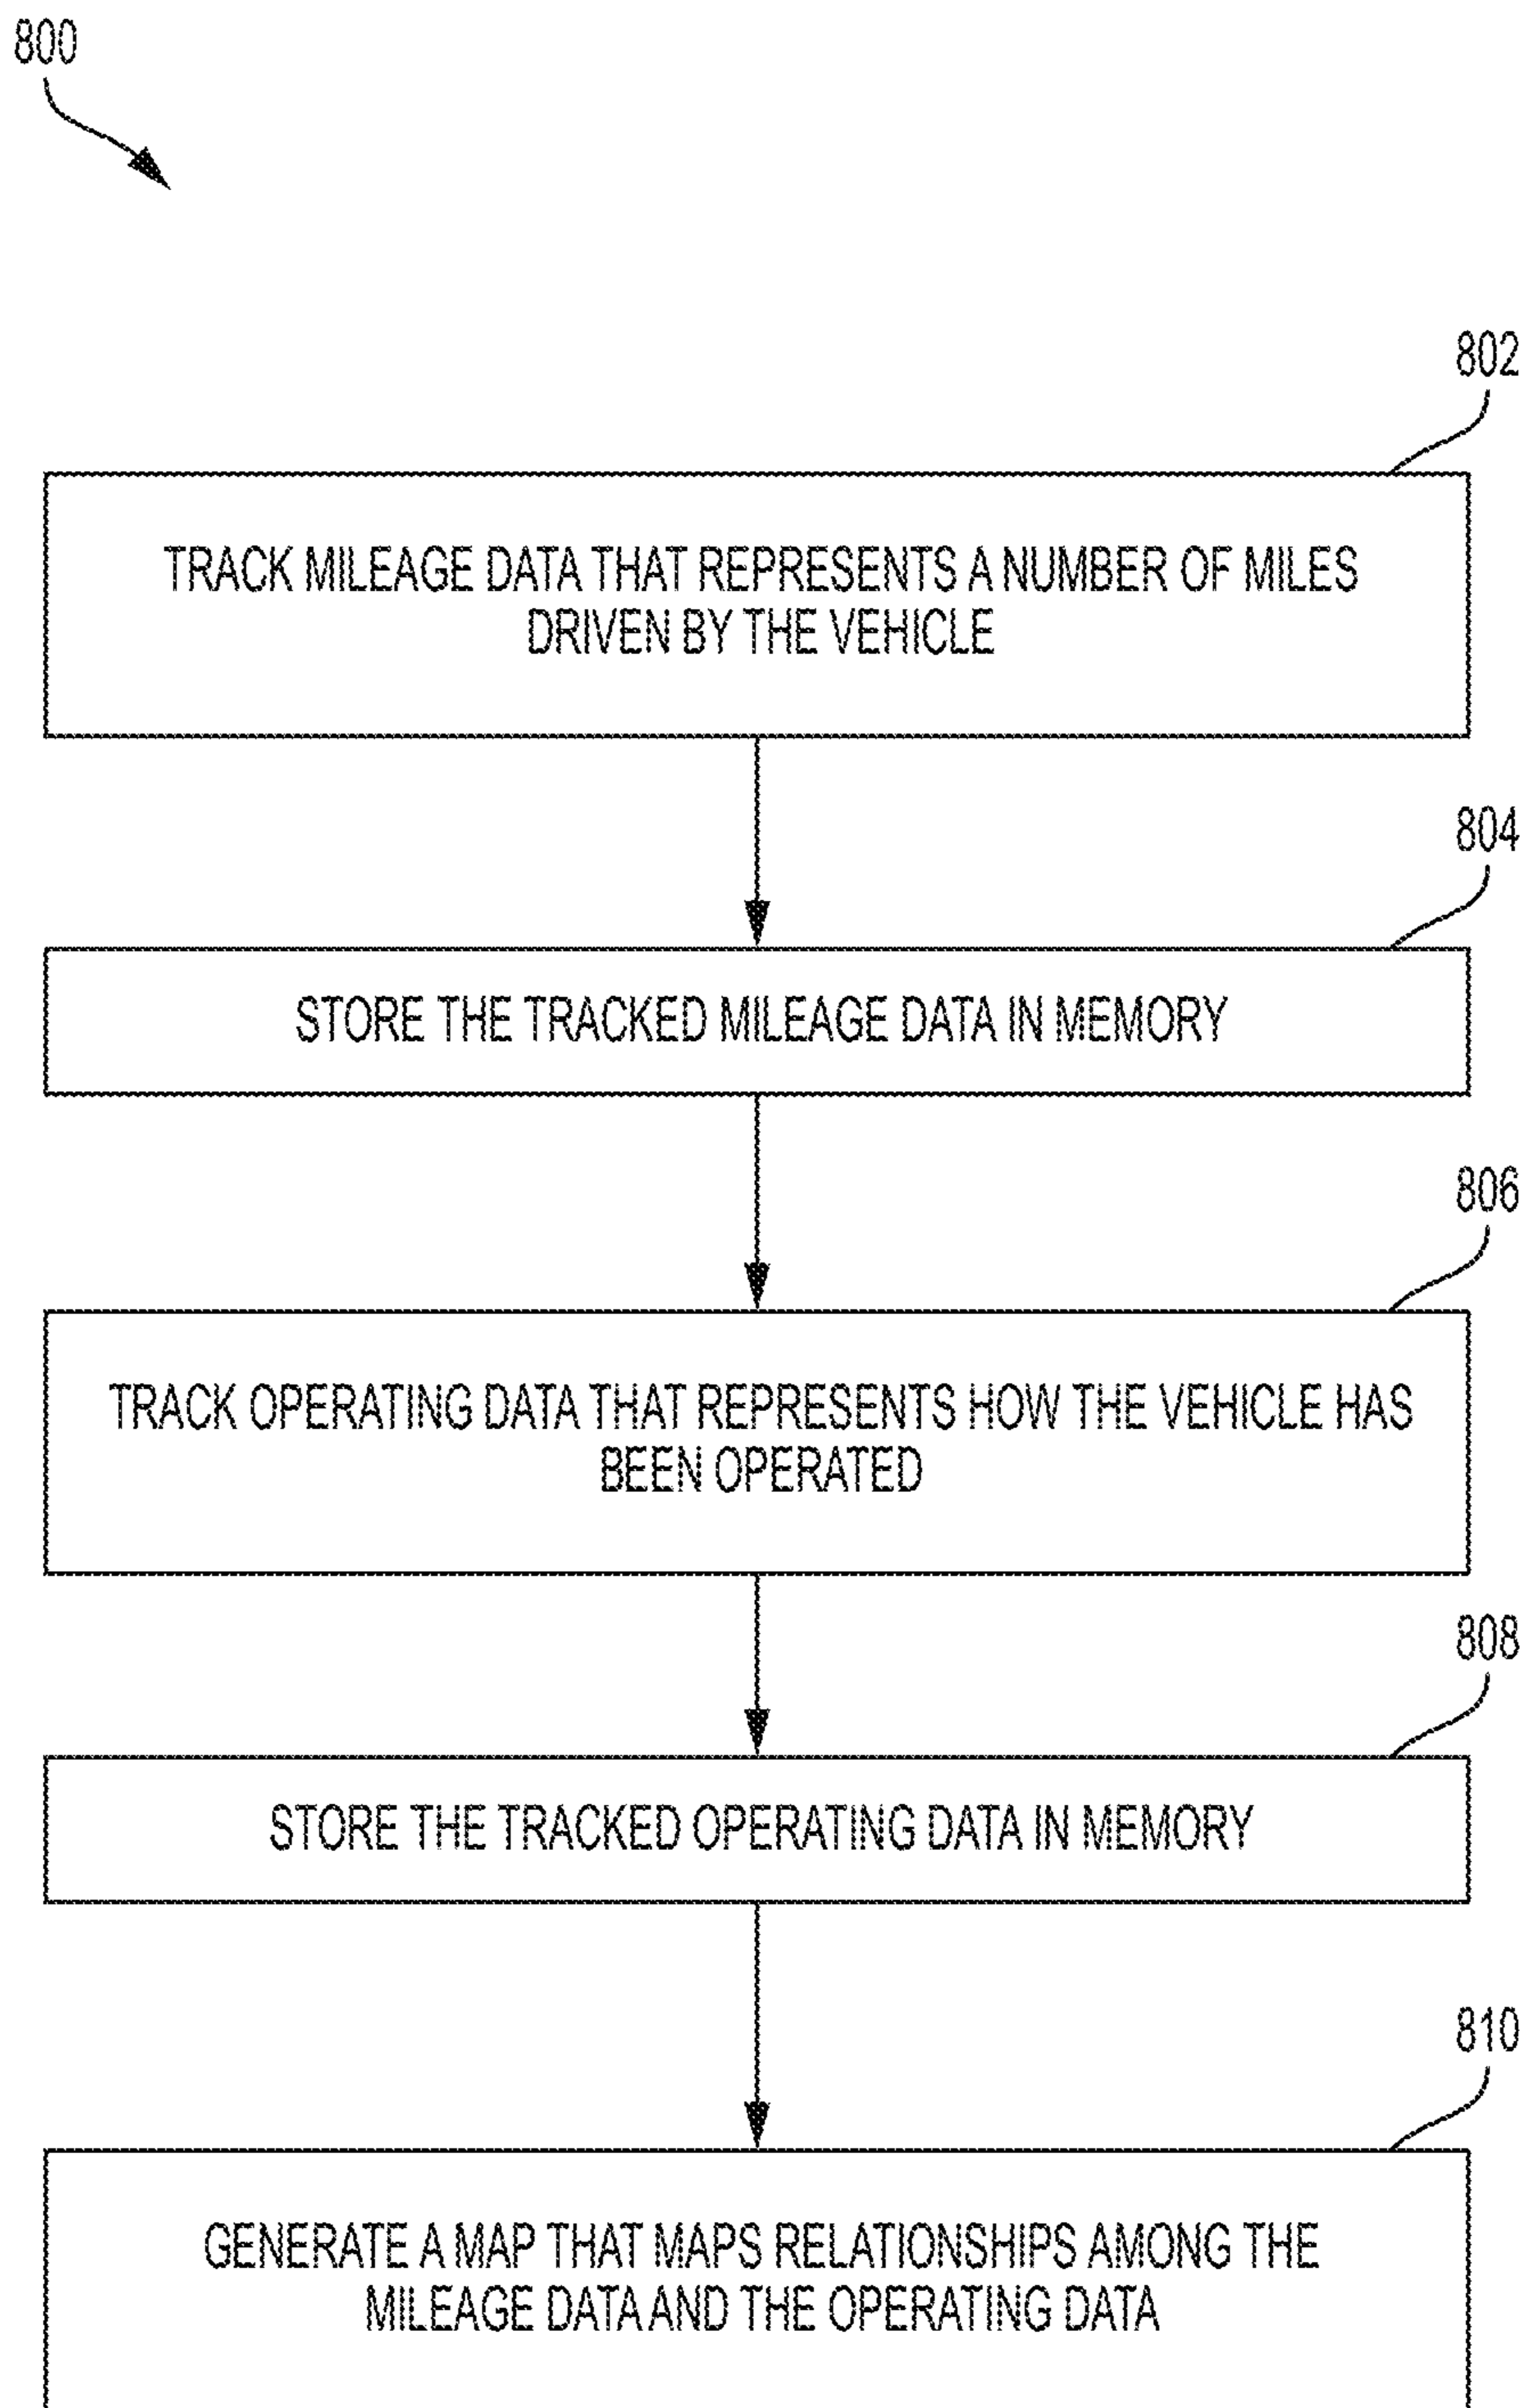 800
802
TRACK MILEAGE DATA THAT REPRESENTS A NUMBER OF MILES
DRIVEN BY THE VEHICLE
804
STORE THE TRACKED MILEAGE DATA IN MEMORY
806
TRACK OPERATING DATA THAT REPRESENTS HOW THE VEHICLE HAS
BEEN OPERATED
808
STORE THE TRACKED OPERATING DATA IN MEMORY
810
GENERATE A MAP THAT MAPS RELATIONSHIPS AMONG THE
MILEAGE DATA AND THE OPERATING DATA